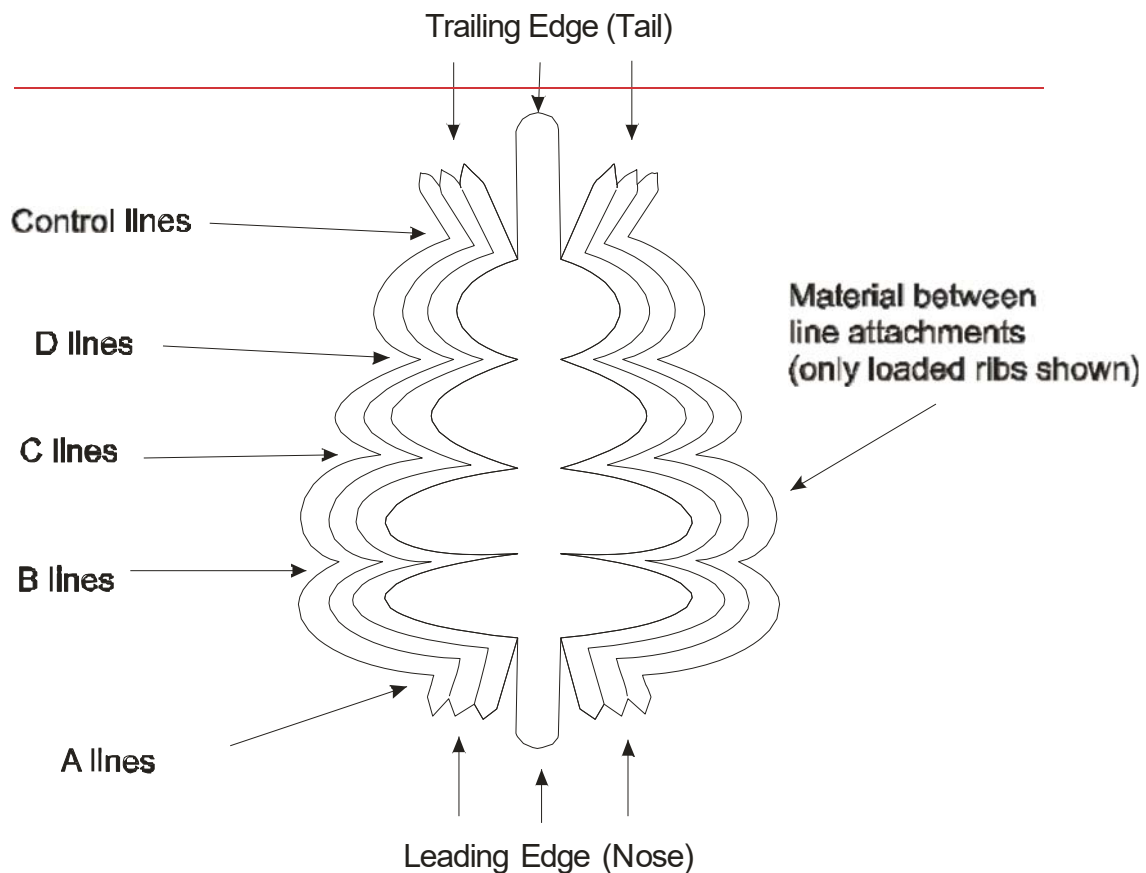 Trailing Edge (Tail)
Control lines
D lines
Material between
line attachments
(only loaded ribs shown)
C lines
B lines
A lines
Leading Edge (Nose)